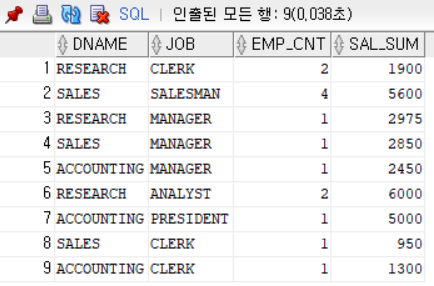 SQL | 인출된 모든 행: 9(0,038초)
DNAME JOB EMP_CNT SAL_SUM
1 RESEARCH CLERK 2 1900
2 SALES SALESMAN 4 5600
3 RESEARCH MANAGER 1 2975
4 SALES MANAGER 1 2850
5 ACCOUNTING MANAGER 1 2450
6 RESEARCH ANALYST 2 6000
7 ACCOUNTING PRESIDENT 1 5000
8 SALES CLERK 1 950
9 ACCOUNTING CLERK 1 1300